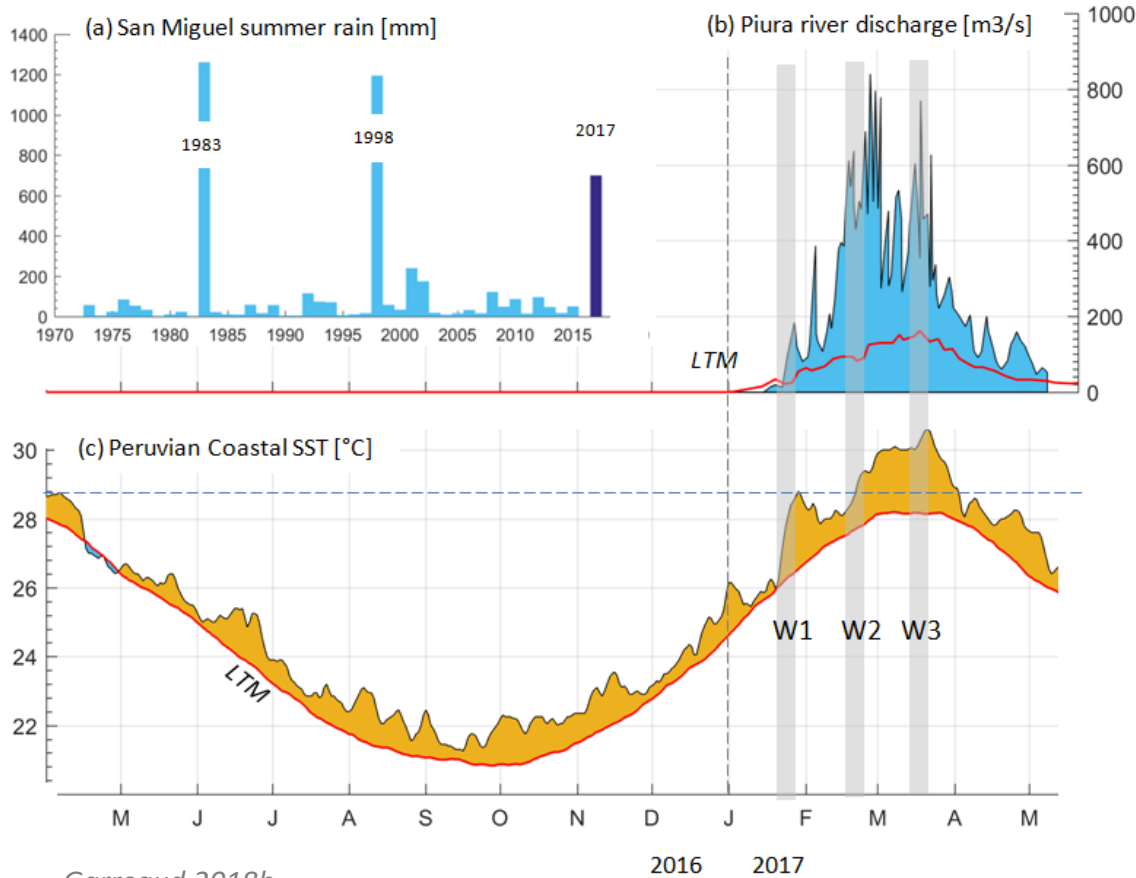 (a) San Miguel summer rain [mm]
1400
1200
1000
800
600
400
200
0
1983
1998
2017
1970 1975 1980 1985 1990 1995 2000 2005 2010 2015
(b) Piura river discharge [m3/s]
1000
800
600
400
200
0
LTM
(c) Peruvian Coastal SST [°C]
30
28
26
24
22
LTM
W1 W2 W3
M J J A S O N D J F M A M
2016 2017